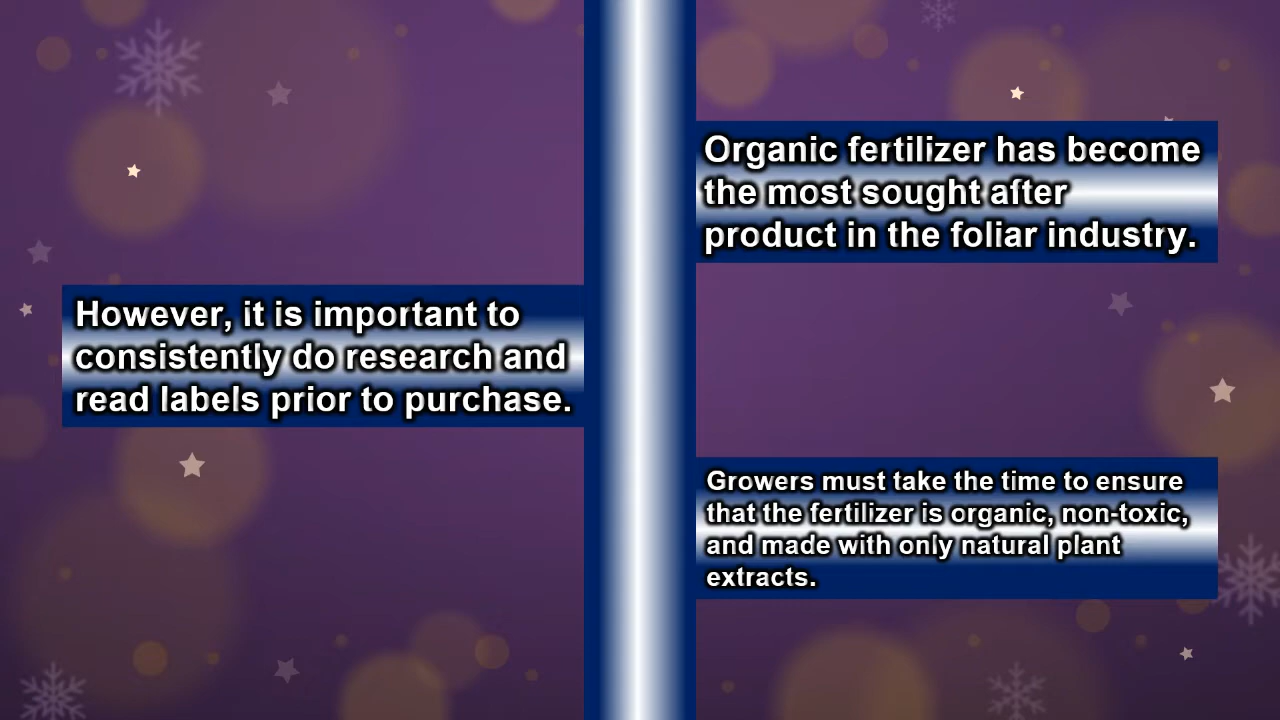 Organic fertilizer has become
the most sought after
product in the foliar industry.
However, it is important to
consistently do research and
read labels prior to purchase.
Growers must take the time to ensure
that the fertilizer is organic, non-toxic,
and made with only natural plant
extracts.